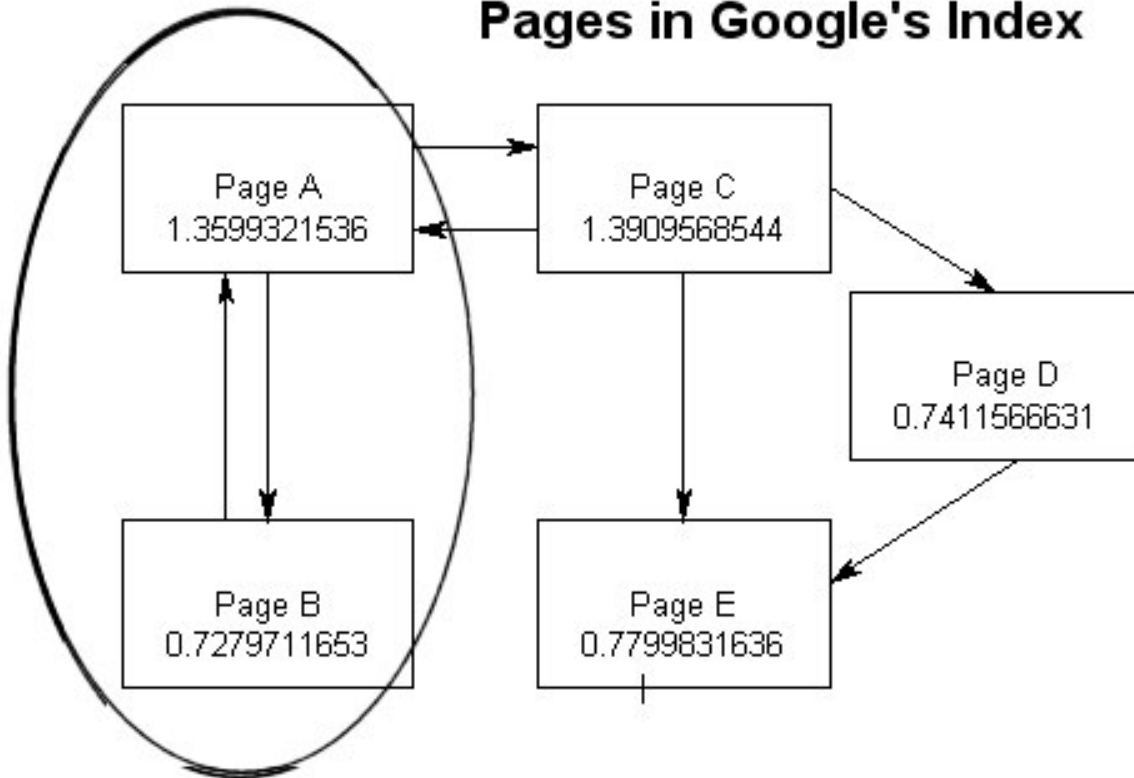 Pages in Google's Index
Page A
1.3599321536
Page C
1.3909568544
Page D
0.7411566631
Page B
0.7279711653
Page E
0.7799831636